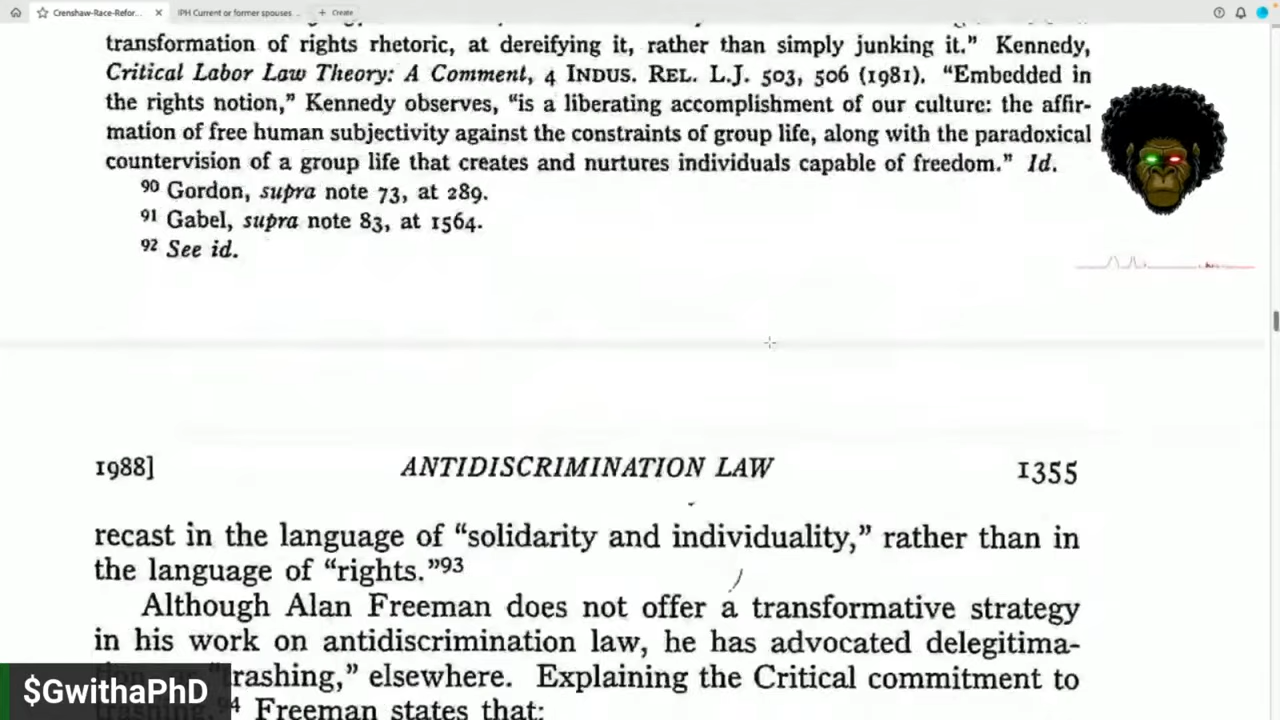 Crenshaw-Race-Refor... IPH Current or former spouses ... + Create
transformation of rights rhetoric, at dereifying it, rather than simply junking it.” Kennedy,
Critical Labor Law Theory: A Comment, 4 INDUS. REL. L.J. 503, 506 (1981). “Embedded in
the rights notion,” Kennedy observes, “is a liberating accomplishment of our culture: the affir-
mation of free human subjectivity against the constraints of group life, along with the paradoxical
countervision of a group life that creates and nurtures individuals capable of freedom.” Id.
90 Gordon, supra note 73, at 289.
91 Gabel, supra note 83, at 1564.
92 See id.
1988] ANTIDISCRIMINATION LAW 1355
recast in the language of “solidarity and individuality,” rather than in
the language of “rights.”93
Although Alan Freeman does not offer a transformative strategy
in his work on antidiscrimination law, he has advocated delegitima-
trashing,” elsewhere. Explaining the Critical commitment to
94 Freeman states that:
$GwithaPhD